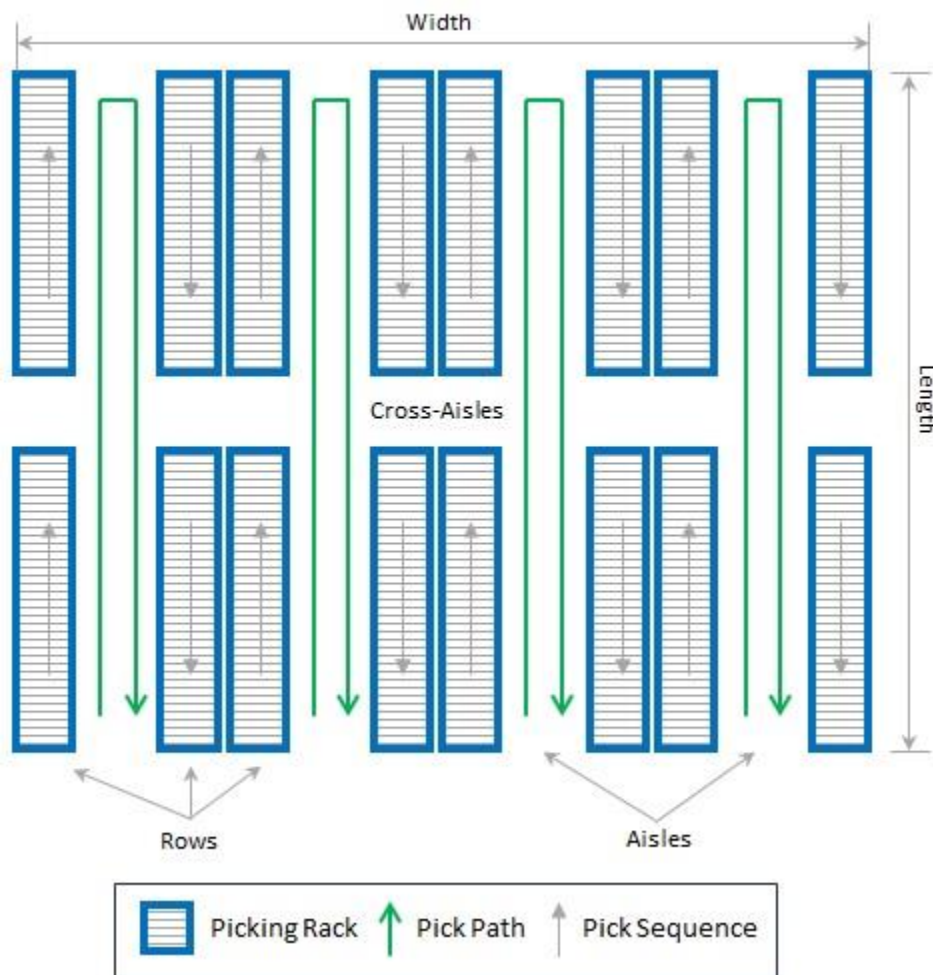 Width
Length
Cross-Aisles
Rows
Aisles
Picking Rack
Pick Path
Pick Sequence